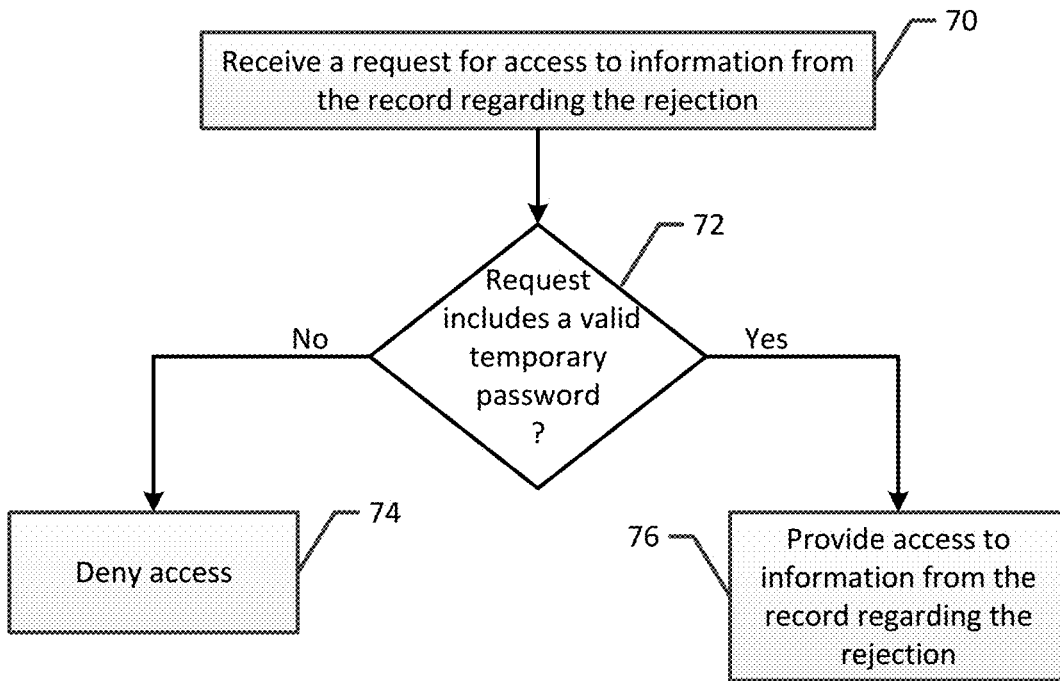 70
Receive a request for access to information from
the record regarding the rejection
72
Request
includes a valid
temporary
password
?
No
Yes
74
Deny access
76
Provide access to
information from the
record regarding the
rejection